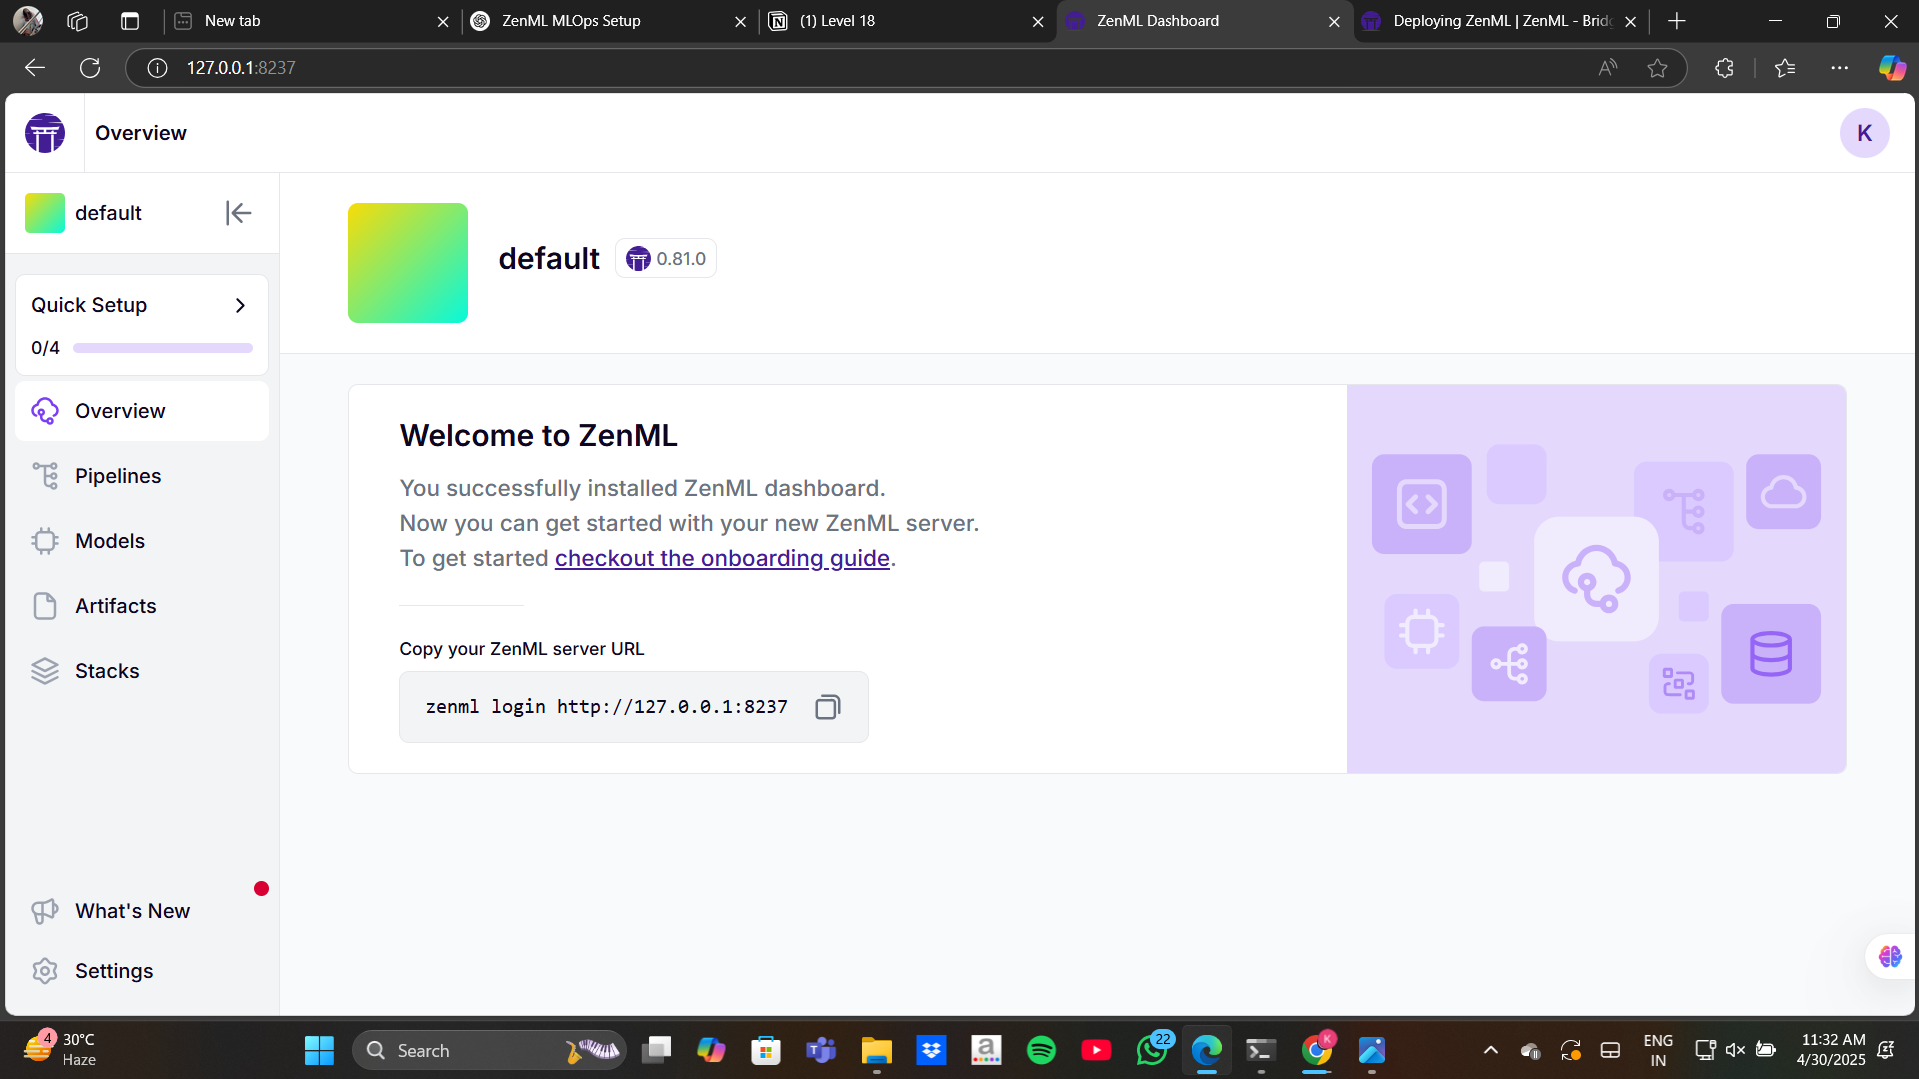 New tab
ZenML MLOps Setup
(1) Level 18
ZenML Dashboard
Deploying ZenML | ZenML - Bridg
127.0.0.1:8237
Overview
K
default
default
0.81.0
Quick Setup
0/4
Overview
Pipelines
Models
Artifacts
Stacks
What's New
Settings
Welcome to ZenML
You successfully installed ZenML dashboard.
Now you can get started with your new ZenML server.
To get started checkout the onboarding guide.
Copy your ZenML server URL
zenml login http://127.0.0.1:8237
4
30°C
Haze
Search
22
K
ENG
IN
11:32 AM
4/30/2025